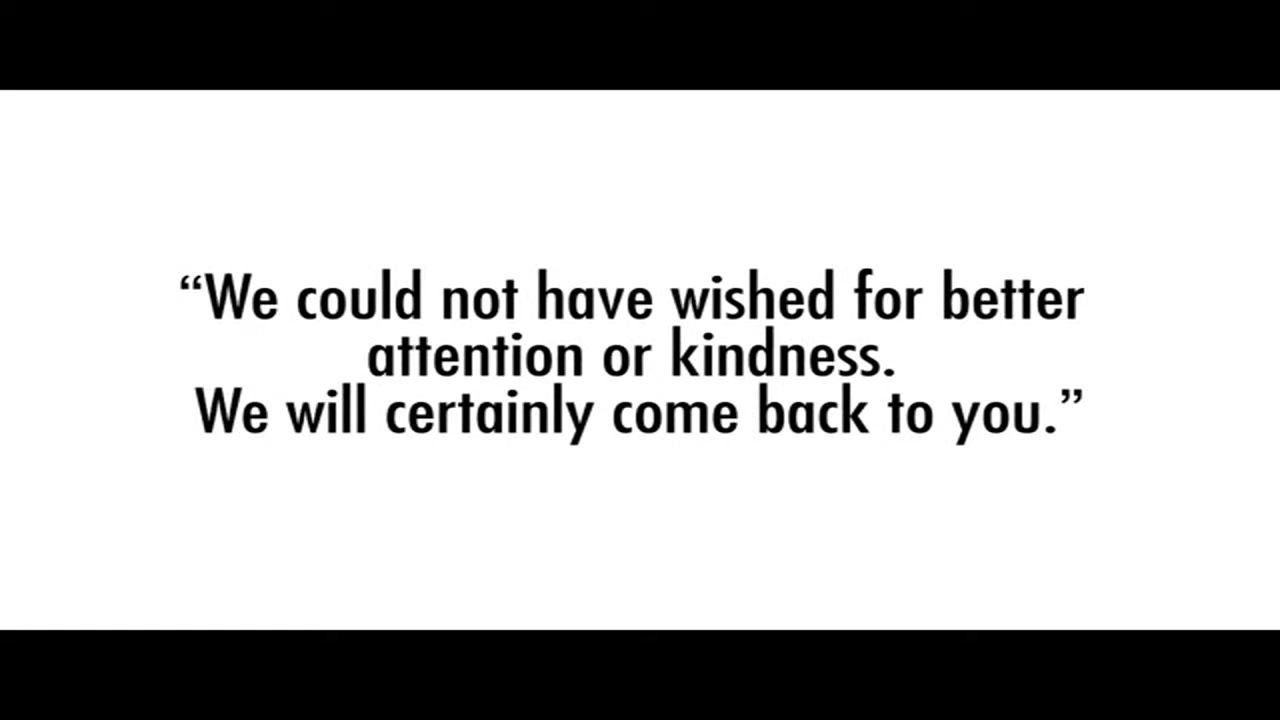 “We could not have wished for better
attention or kindness.
We will certainly come back to you.”